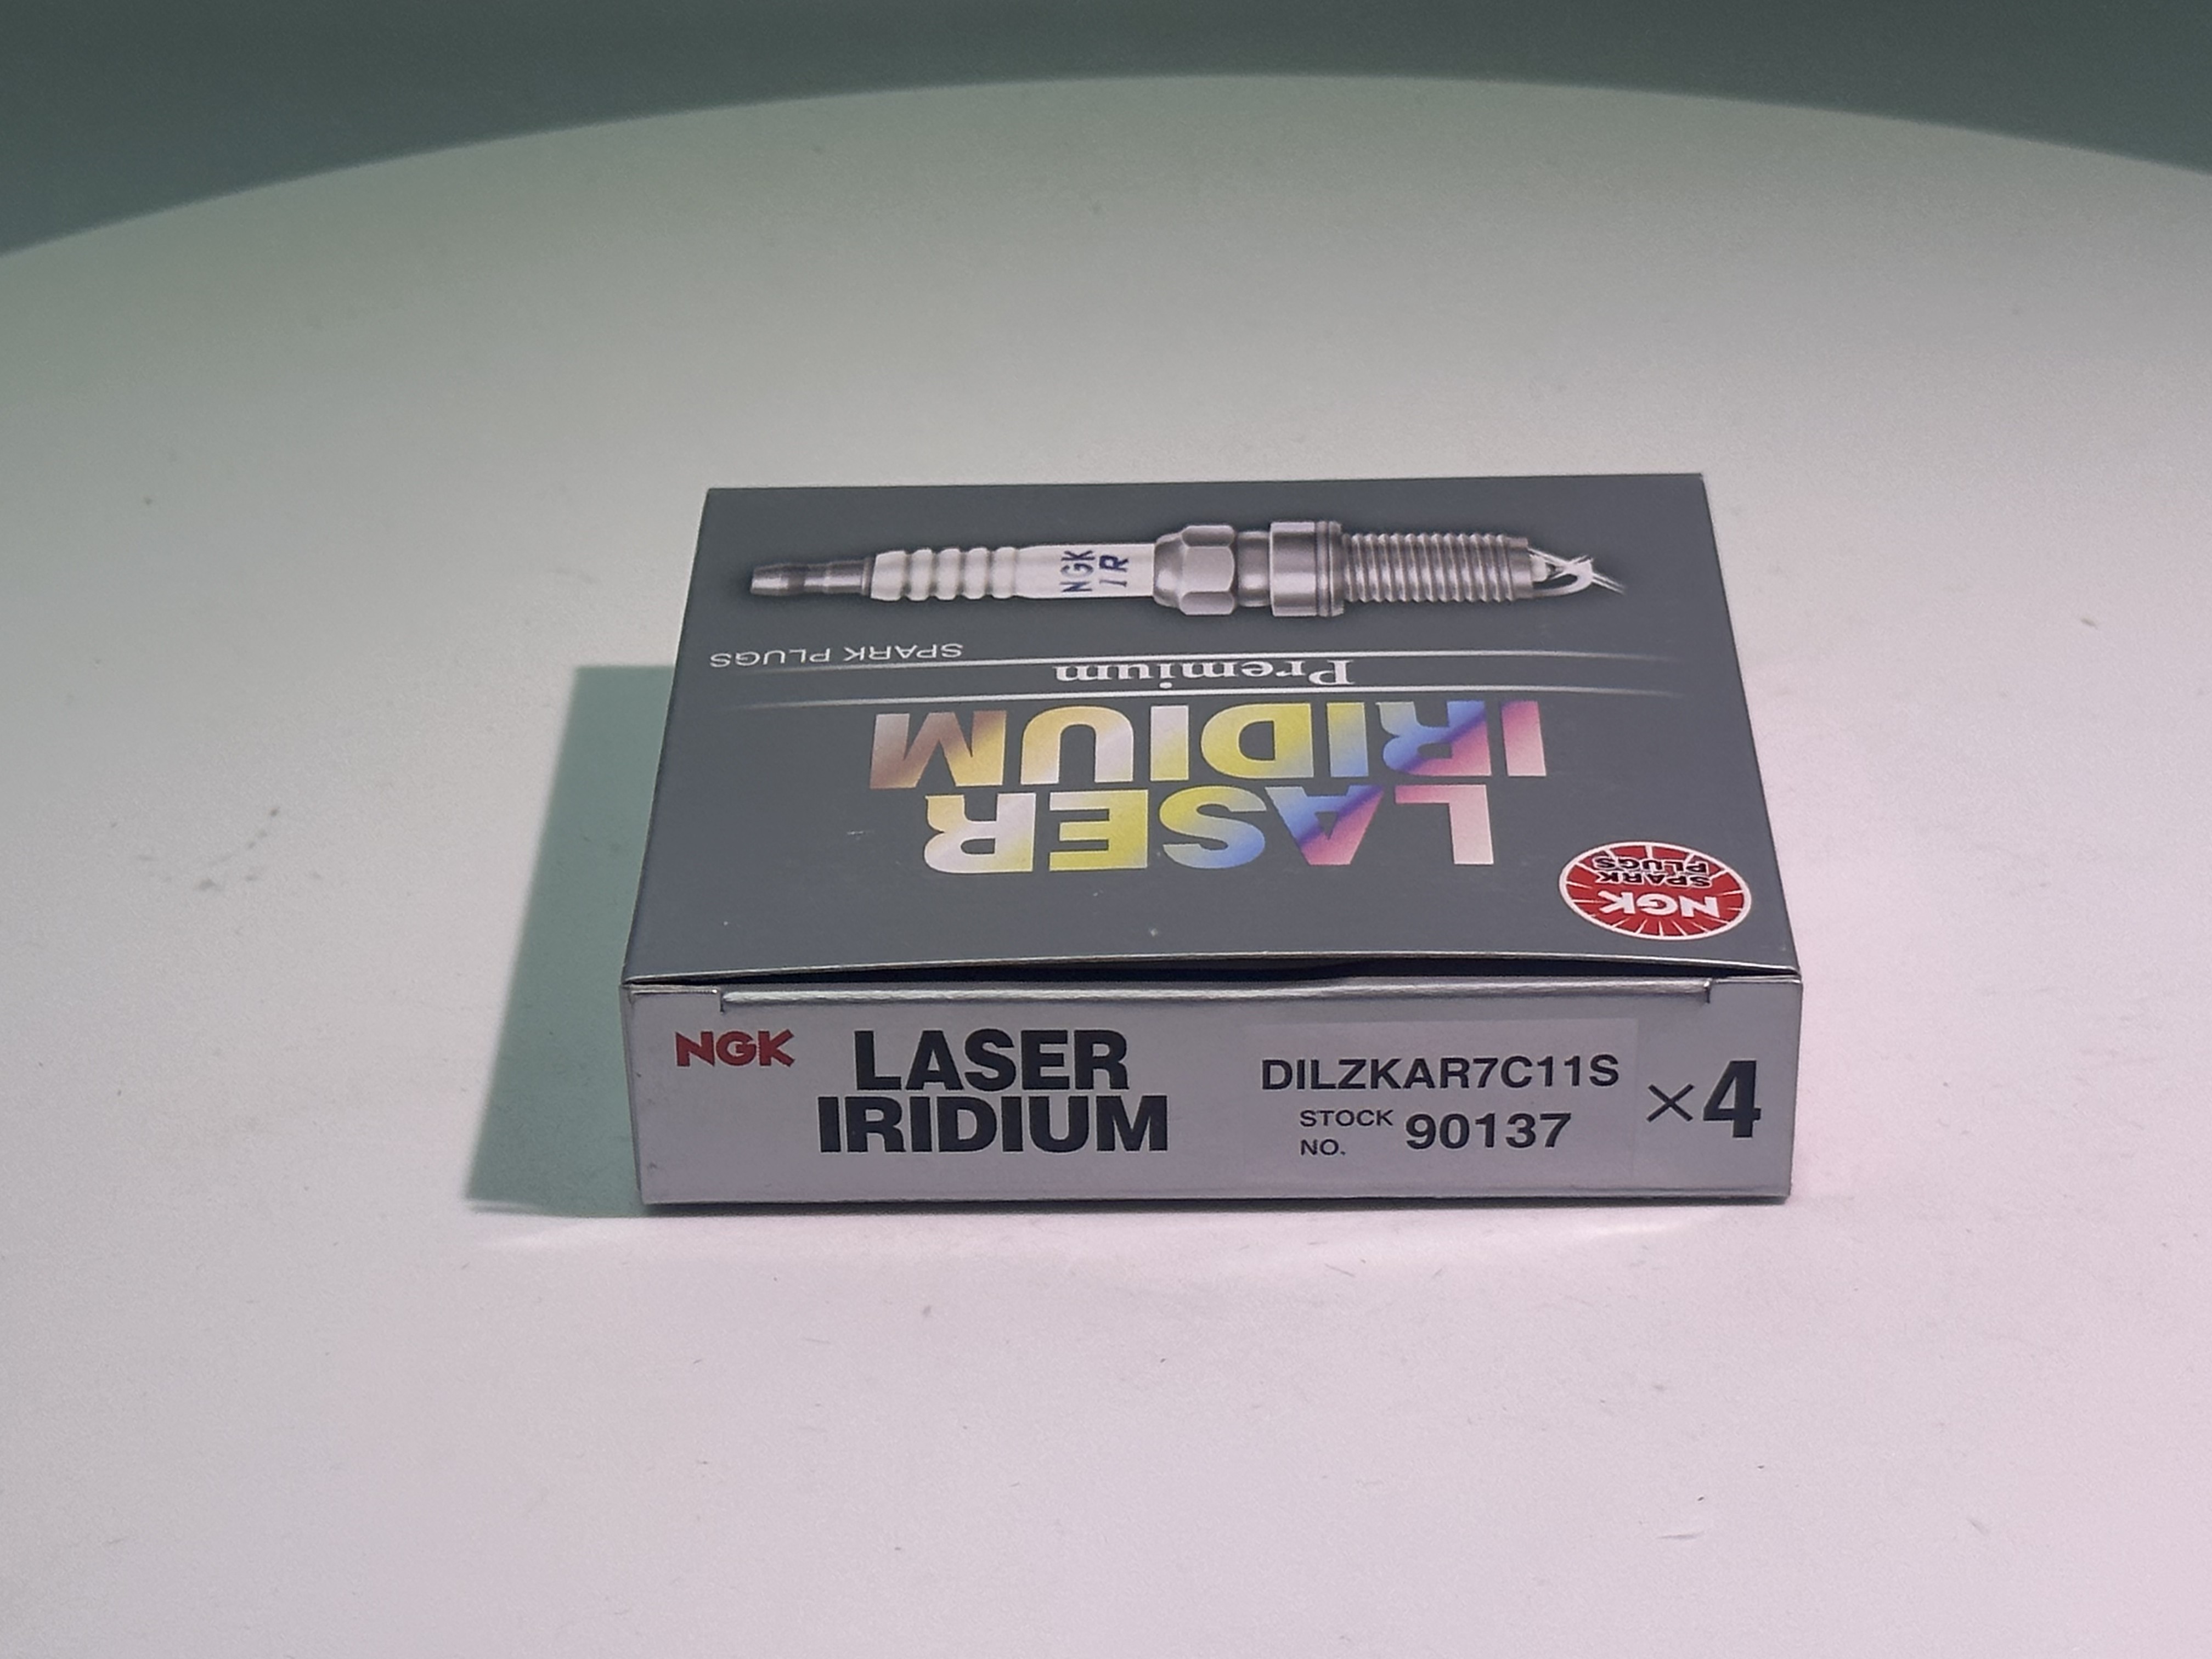 NGK
IR
SPARK PLUGS
Premium
LASER
IRIDIUM
NGK
SPARK
PLUGS
NGK
LASER
IRIDIUM
DILZKAR7C11S
STOCK
NO. 90137
×4